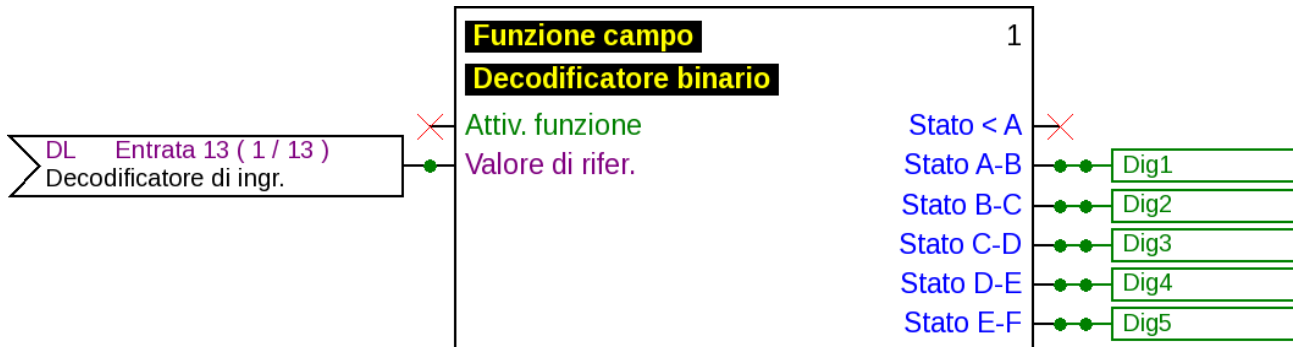 Funzione campo 1
Decodificatore binario
Attiv. funzione Stato < A
DL Entrata 13 ( 1 / 13 )
Decodificatore di ingr.
Valore di rifer. Stato A-B Dig1
Stato B-C Dig2
Stato C-D Dig3
Stato D-E Dig4
Stato E-F Dig5